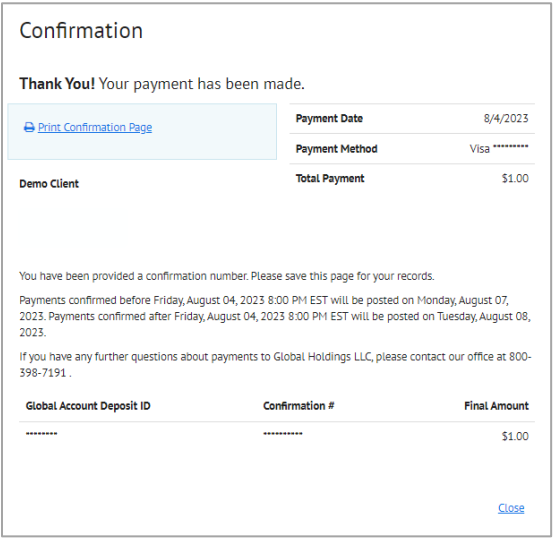 Confirmation
Thank You! Your payment has been made.
Print Confirmation Page
Payment Date 8/4/2023
Payment Method Visa *********
Total Payment $1.00
Demo Client
You have been provided a confirmation number. Please save this page for your records.
Payments confirmed before Friday, August 04, 2023 8:00 PM EST will be posted on Monday, August 07,
2023. Payments confirmed after Friday, August 04, 2023 8:00 PM EST will be posted on Tuesday, August 08,
2023.
If you have any further questions about payments to Global Holdings LLC, please contact our office at 800-
398-7191 .
Global Account Deposit ID Confirmation # Final Amount
******** ********** $1.00
Close